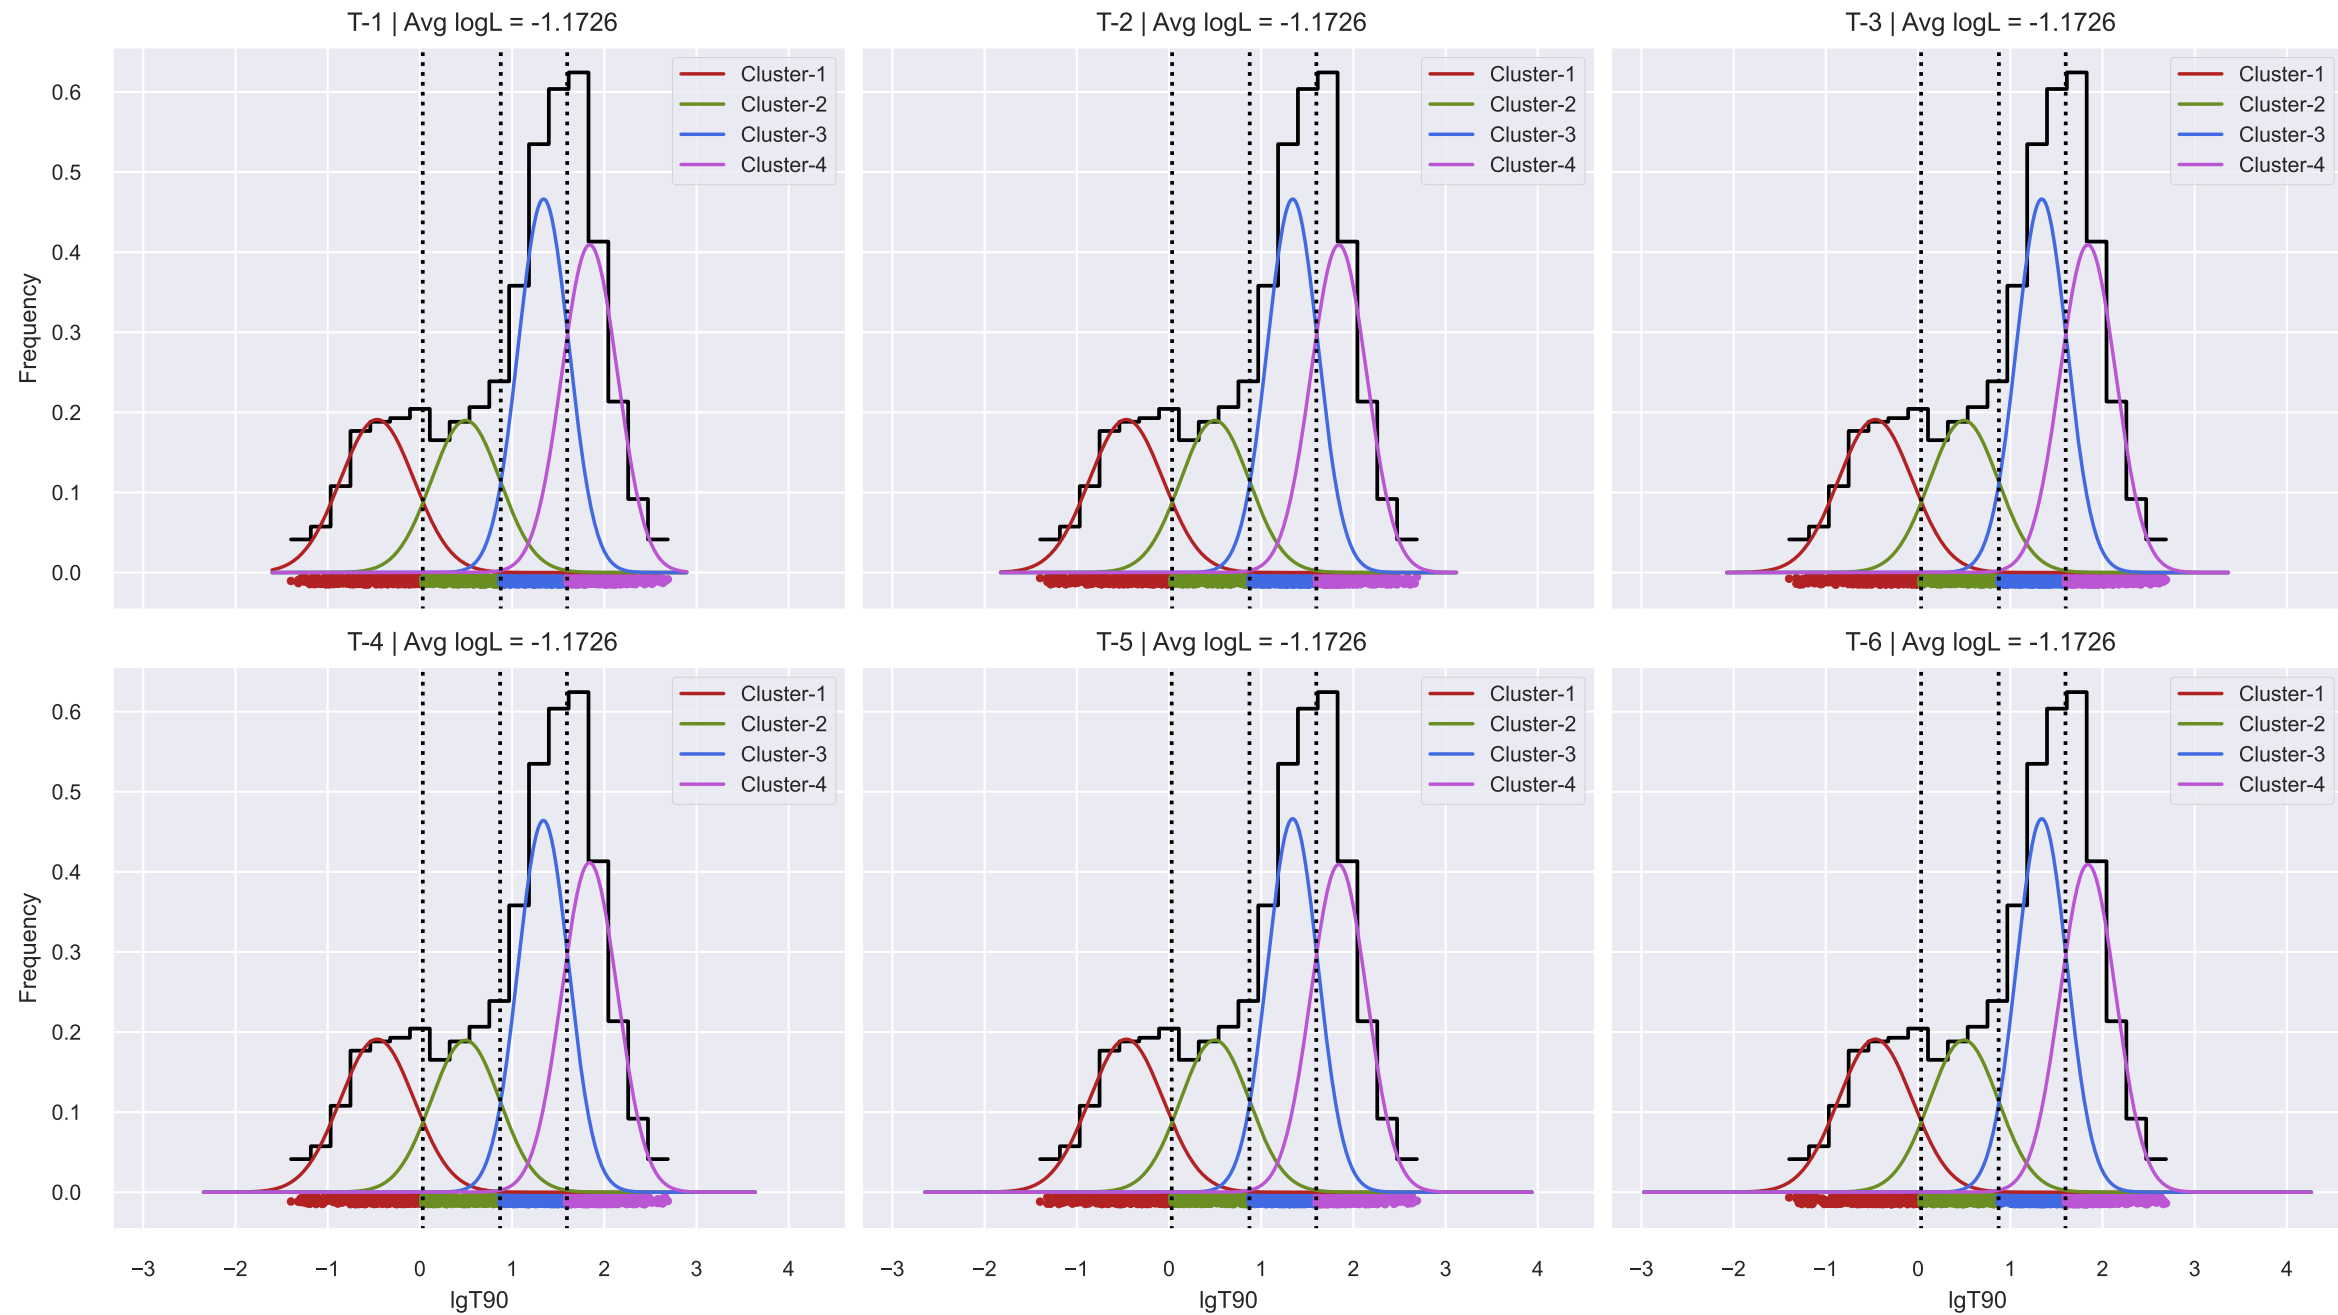 T-1 | Avg logL = -1.1726
T-2 | Avg logL = -1.1726
T-3 | Avg logL = -1.1726
Cluster-1
Cluster-2
Cluster-3
Cluster-4
Cluster-1
Cluster-2
Cluster-3
Cluster-4
Cluster-1
Cluster-2
Cluster-3
Cluster-4
Frequency
0.6
0.5
0.4
0.3
0.2
0.1
0.0
T-4 | Avg logL = -1.1726
T-5 | Avg logL = -1.1726
T-6 | Avg logL = -1.1726
Cluster-1
Cluster-2
Cluster-3
Cluster-4
Cluster-1
Cluster-2
Cluster-3
Cluster-4
Cluster-1
Cluster-2
Cluster-3
Cluster-4
Frequency
0.6
0.5
0.4
0.3
0.2
0.1
0.0
−3 −2 −1 0 1 2 3 4
−3 −2 −1 0 1 2 3 4
−3 −2 −1 0 1 2 3 4
lgT90
lgT90
lgT90